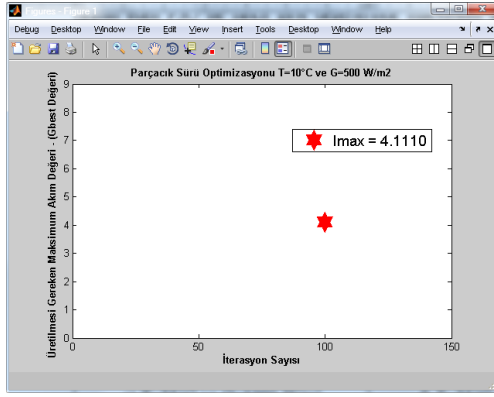 Figures - Figure 1
Debug Desktop Window File Edit View Insert Tools Desktop Window Help
Parçacık Sürü Optimizasyonu T=10°C ve G=500 W/m2
Üretilmesi Gereken Maksimum Akım Değeri - (Gbest Değeri)
9
8
7
6
5
4
3
2
1
0
Imax = 4.1110
0 50 100 150
İterasyon Sayısı